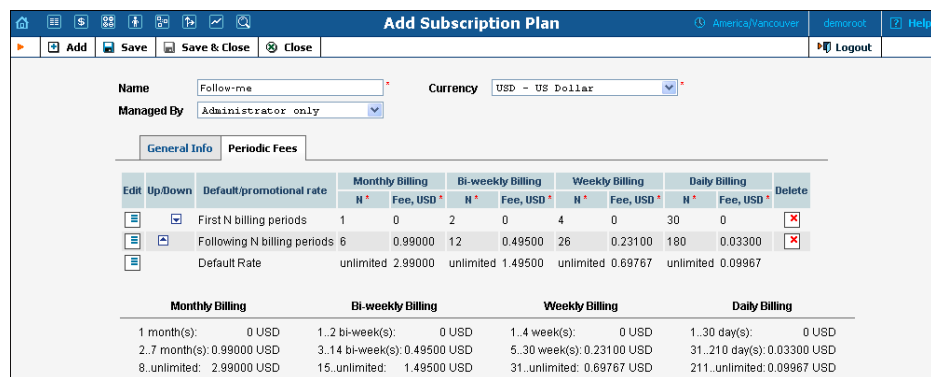 Add Subscription Plan America/Vancouver demoroot Help
Add Save Save & Close Close Logout
Name Follow-me * Currency USD - US Dollar *
Managed By Administrator only
General Info Periodic Fees
Edit Up/Down Default/promotional rate Monthly Billing Bi-weekly Billing Weekly Billing Daily Billing Delete
N * Fee, USD * N * Fee, USD * N * Fee, USD * N * Fee, USD *
First N billing periods 1 0 2 0 4 0 30 0
Following N billing periods 6 0.99000 12 0.49500 26 0.23100 180 0.03300
Default Rate unlimited 2.99000 unlimited 1.49500 unlimited 0.69767 unlimited 0.09967
Monthly Billing Bi-weekly Billing Weekly Billing Daily Billing
1 month(s): 0 USD 1..2 bi-week(s): 0 USD 1..4 week(s): 0 USD 1..30 day(s): 0 USD
2..7 month(s): 0.99000 USD 3..14 bi-week(s): 0.49500 USD 5..30 week(s): 0.23100 USD 31..210 day(s): 0.03300 USD
8..unlimited: 2.99000 USD 15..unlimited: 1.49500 USD 31..unlimited: 0.69767 USD 211..unlimited: 0.09967 USD